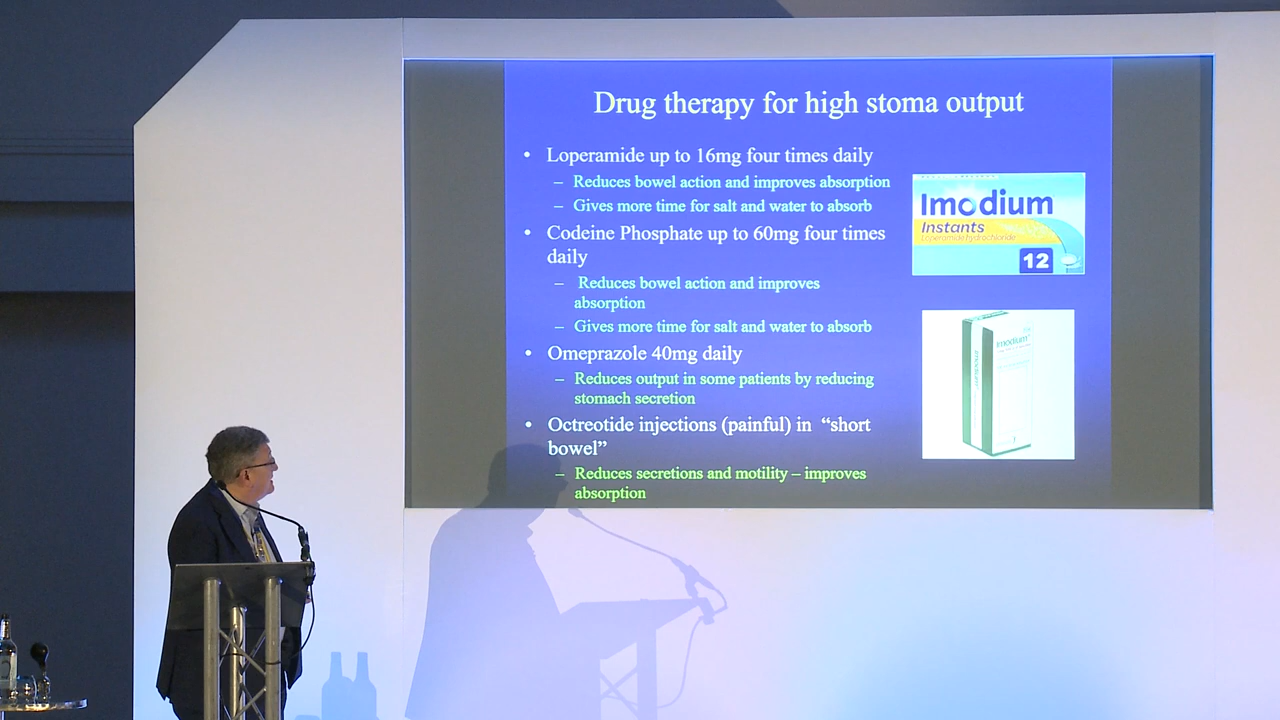 Drug therapy for high stoma output
• Loperamide up to 16mg four times daily
– Reduces bowel action and improves absorption
– Gives more time for salt and water to absorb
• Codeine Phosphate up to 60mg four times
daily
– Reduces bowel action and improves
absorption
– Gives more time for salt and water to absorb
• Omeprazole 40mg daily
– Reduces output in some patients by reducing
stomach secretion
• Octreotide injections (painful) in “short
bowel”
– Reduces secretions and motility – improves
absorption
Imodium
Instants
Loperamide hydrochloride
12
Imodium